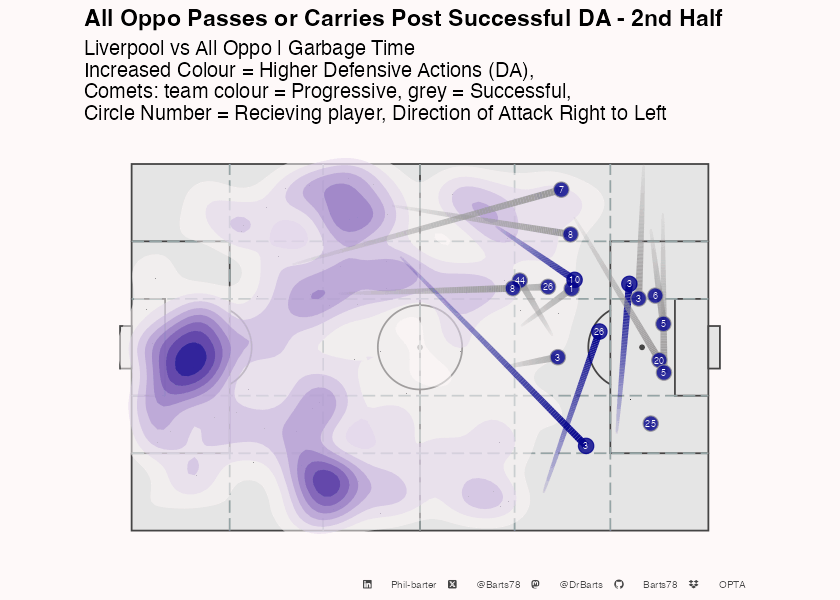 All Oppo Passes or Carries Post Successful DA - 2nd Half
Liverpool vs All Oppo | Garbage Time
Increased Colour = Higher Defensive Actions (DA),
Comets: team colour = Progressive, grey = Successful,
Circle Number = Recieving player, Direction of Attack Right to Left
7
8
44
10
8
26
1
3
3
6
5
26
3
20
5
25
3
Phil-barter @Barts78 @DrBarts Barts78 OPTA